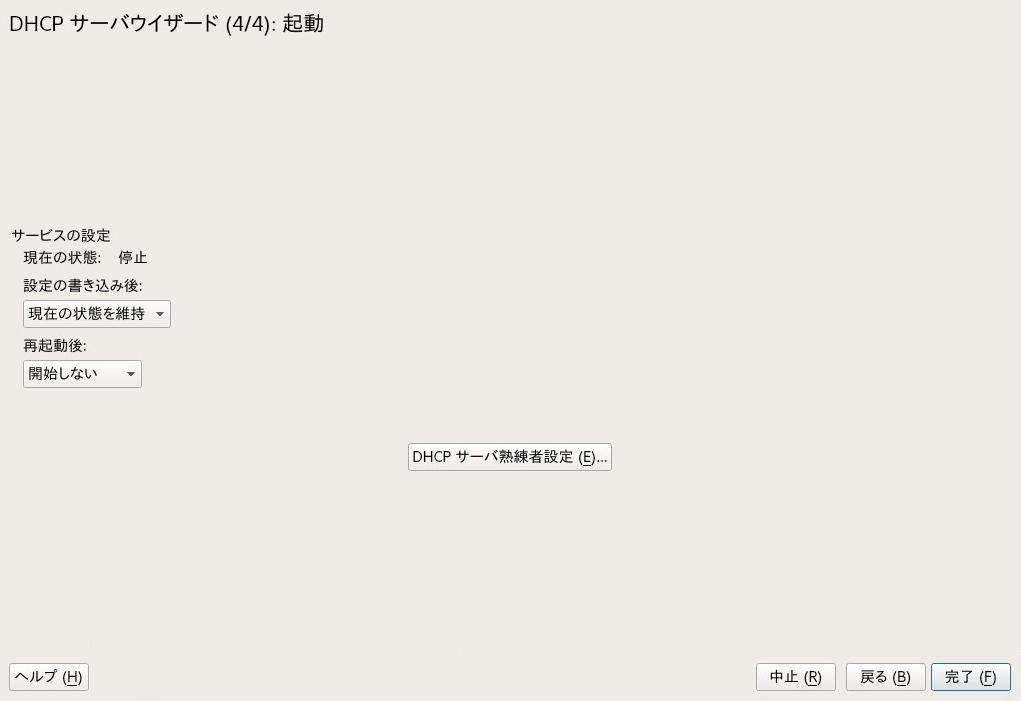 DHCP サーバウイザード (4/4): 起動
サービスの設定
現在の状態: 停止
設定の書き込み後:
現在の状態を維持
再起動後:
開始しない
DHCP サーバ熟練者設定 (E)...
ヘルプ (H) 中止 (R) 戻る (B) 完了 (F)